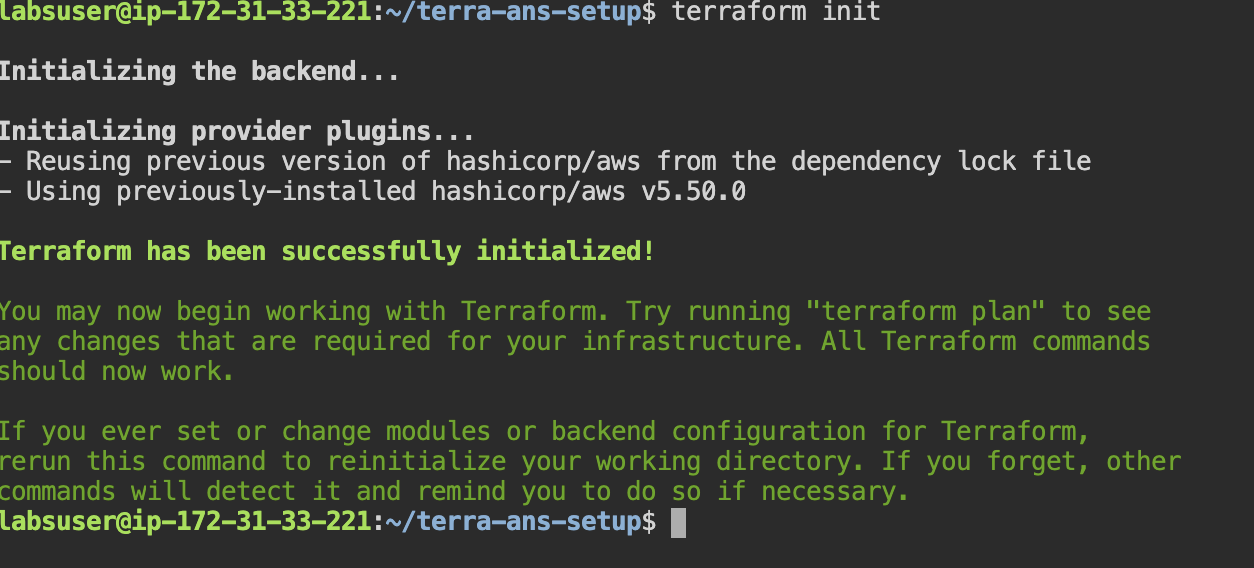 labsuser@ip-172-31-33-221:~/terra-ans-setup$ terraform init
Initializing the backend...
Initializing provider plugins...
- Reusing previous version of hashicorp/aws from the dependency lock file
- Using previously-installed hashicorp/aws v5.50.0
Terraform has been successfully initialized!
You may now begin working with Terraform. Try running "terraform plan" to see
any changes that are required for your infrastructure. All Terraform commands
should now work.
If you ever set or change modules or backend configuration for Terraform,
rerun this command to reinitialize your working directory. If you forget, other
commands will detect it and remind you to do so if necessary.
labsuser@ip-172-31-33-221:~/terra-ans-setup$